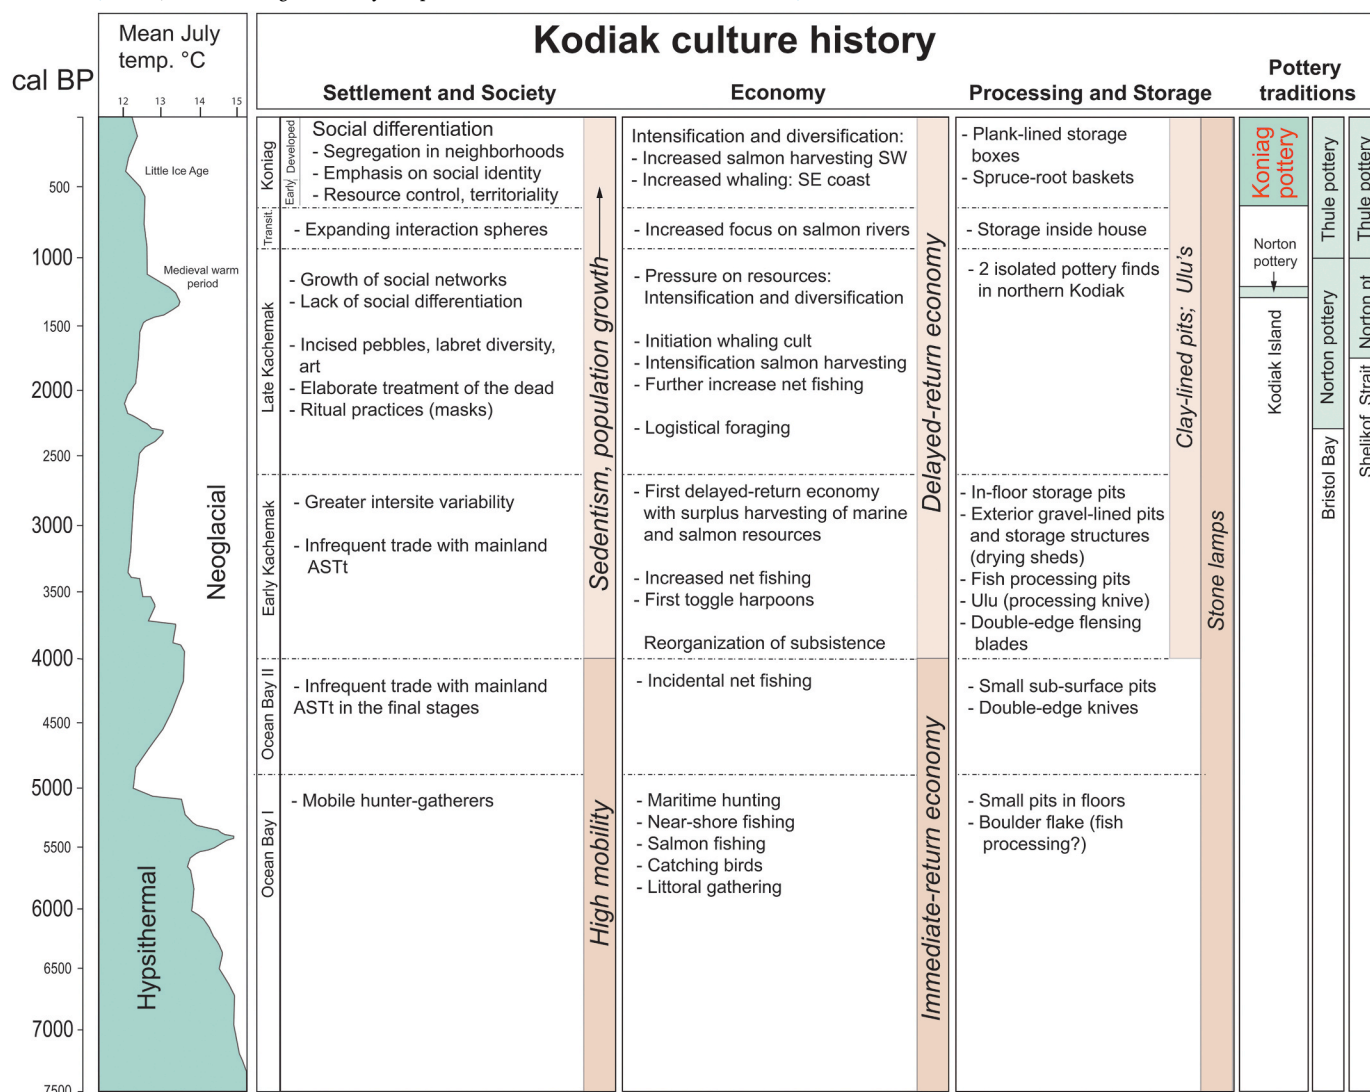 Kodiak culture history
Mean July
temp. °C
cal BP
12 13 14 15
Settlement and Society
Economy
Processing and Storage
Pottery
traditions
500
1000
1500
2000
2500
3000
3500
4000
4500
5000
5500
6000
6500
7000
7500
Little Ice Age
Medieval warm
period
Neoglacial
Hypsithermal
Koniag
Early
Developed
Transit.
Late Kachemak
Early Kachemak
Ocean Bay II
Ocean Bay I
Social differentiation
- Segregation in neighborhoods
- Emphasis on social identity
- Resource control, territoriality
- Expanding interaction spheres
- Growth of social networks
- Lack of social differentiation
- Incised pebbles, labret diversity,
art
- Elaborate treatment of the dead
- Ritual practices (masks)
- Greater intersite variability
- Infrequent trade with mainland
ASTt
- Infrequent trade with mainland
ASTt in the final stages
- Mobile hunter-gatherers
Sedentism, population growth
High mobility
Intensification and diversification:
- Increased salmon harvesting SW
- Increased whaling: SE coast
- Increased focus on salmon rivers
- Pressure on resources:
Intensification and diversification
- Initiation whaling cult
- Intensification salmon harvesting
- Further increase net fishing
- Logistical foraging
- First delayed-return economy
with surplus harvesting of marine
and salmon resources
- Increased net fishing
- First toggle harpoons
Reorganization of subsistence
- Incidental net fishing
- Maritime hunting
- Near-shore fishing
- Salmon fishing
- Catching birds
- Littoral gathering
Delayed-return economy
Immediate-return economy
- Plank-lined storage
boxes
- Spruce-root baskets
- Storage inside house
- 2 isolated pottery finds
in northern Kodiak
- In-floor storage pits
- Exterior gravel-lined pits
and storage structures
(drying sheds)
- Fish processing pits
- Ulu (processing knive)
- Double-edge flensing
blades
- Small sub-surface pits
- Double-edge knives
- Small pits in floors
- Boulder flake (fish
processing?)
Clay-lined pits; Ulu's
Stone lamps
Koniag
pottery
Norton
pottery
Kodiak Island
Thule pottery
Norton pottery
Bristol Bay
Thule pottery
Norton pt
Shelikof Strait